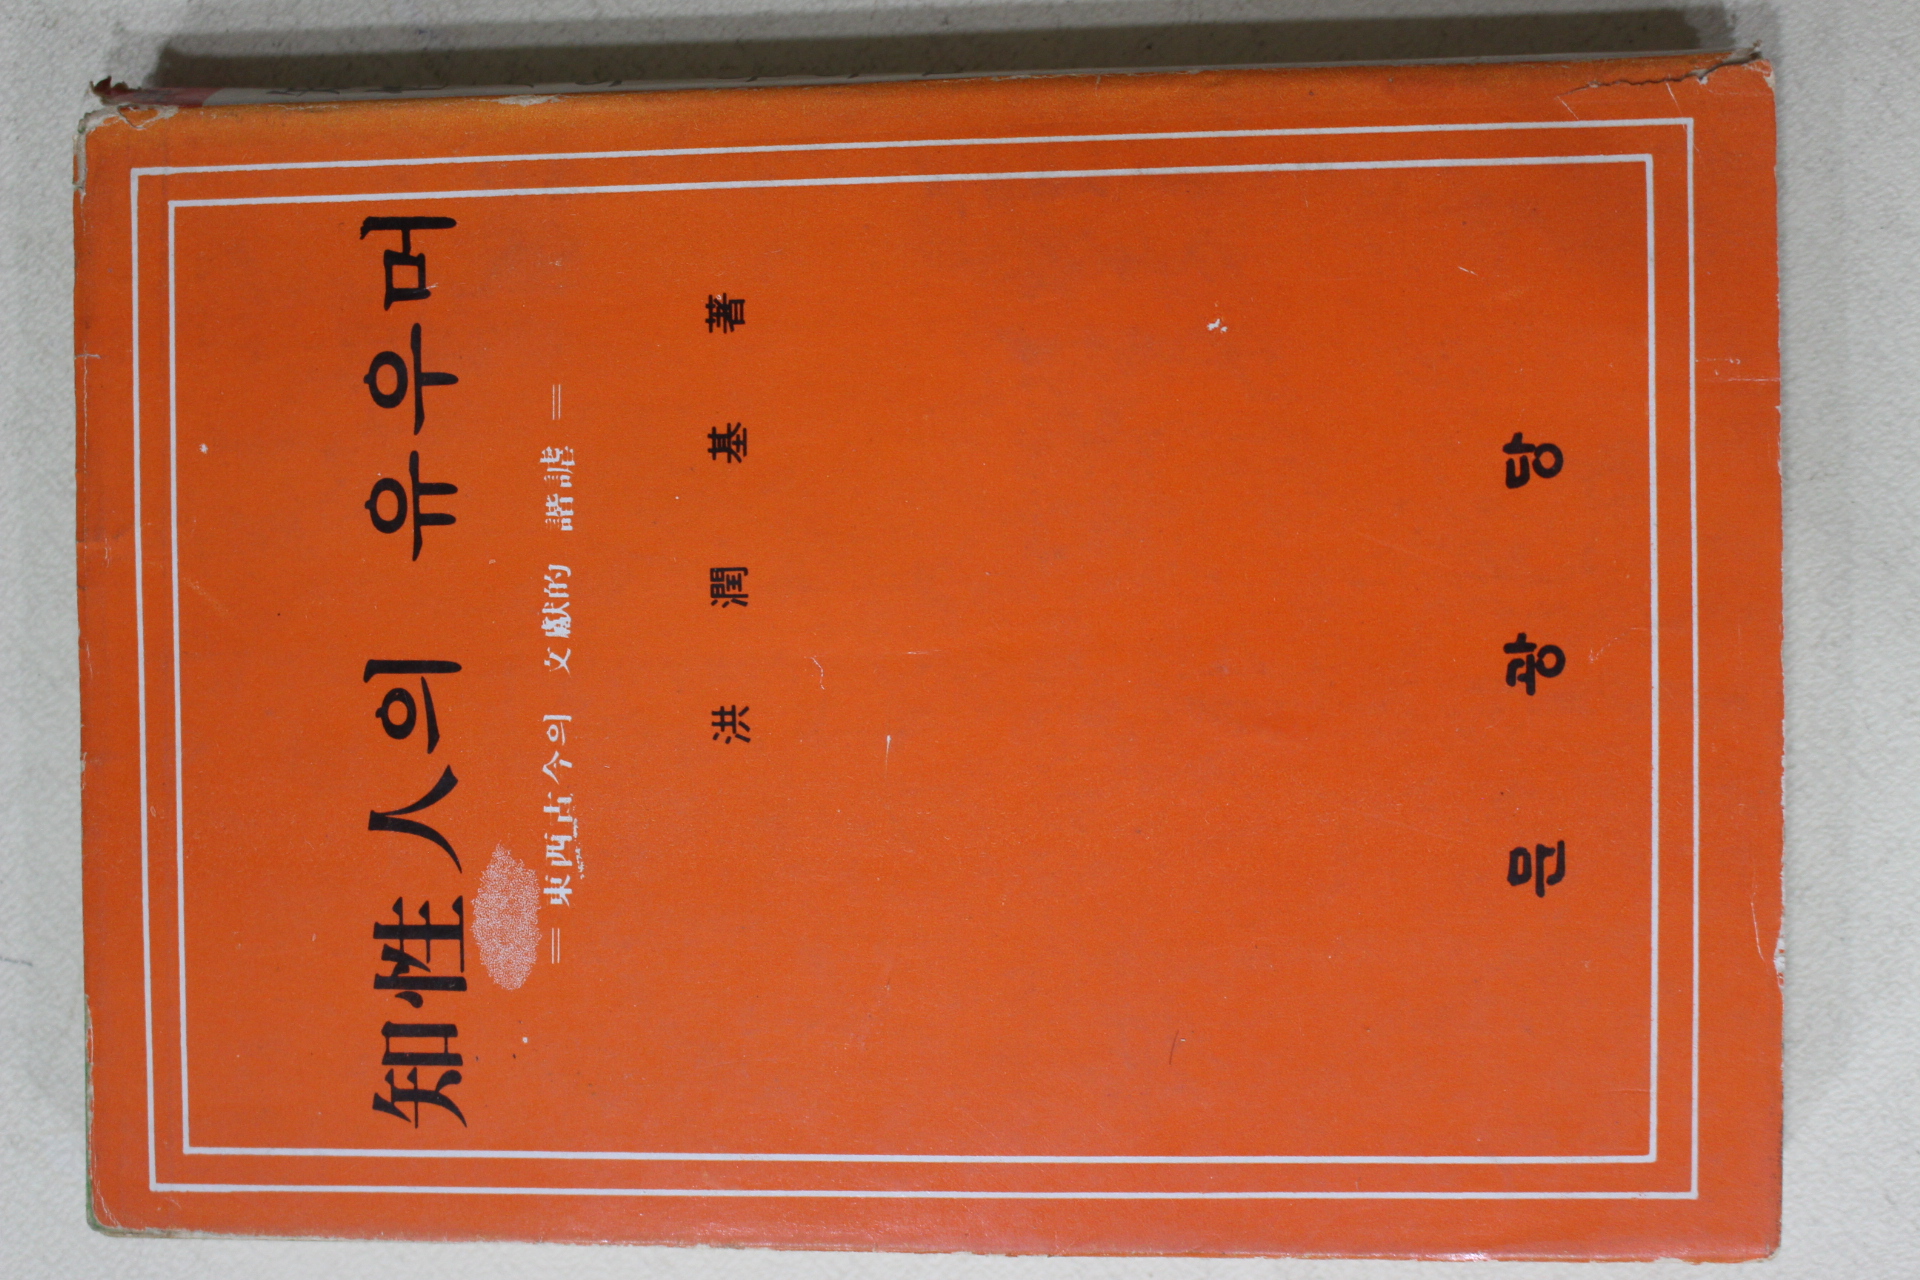 知性人의 유우머
=東西古今의 文獻的 諧謔=
洪潤基 著
문광당